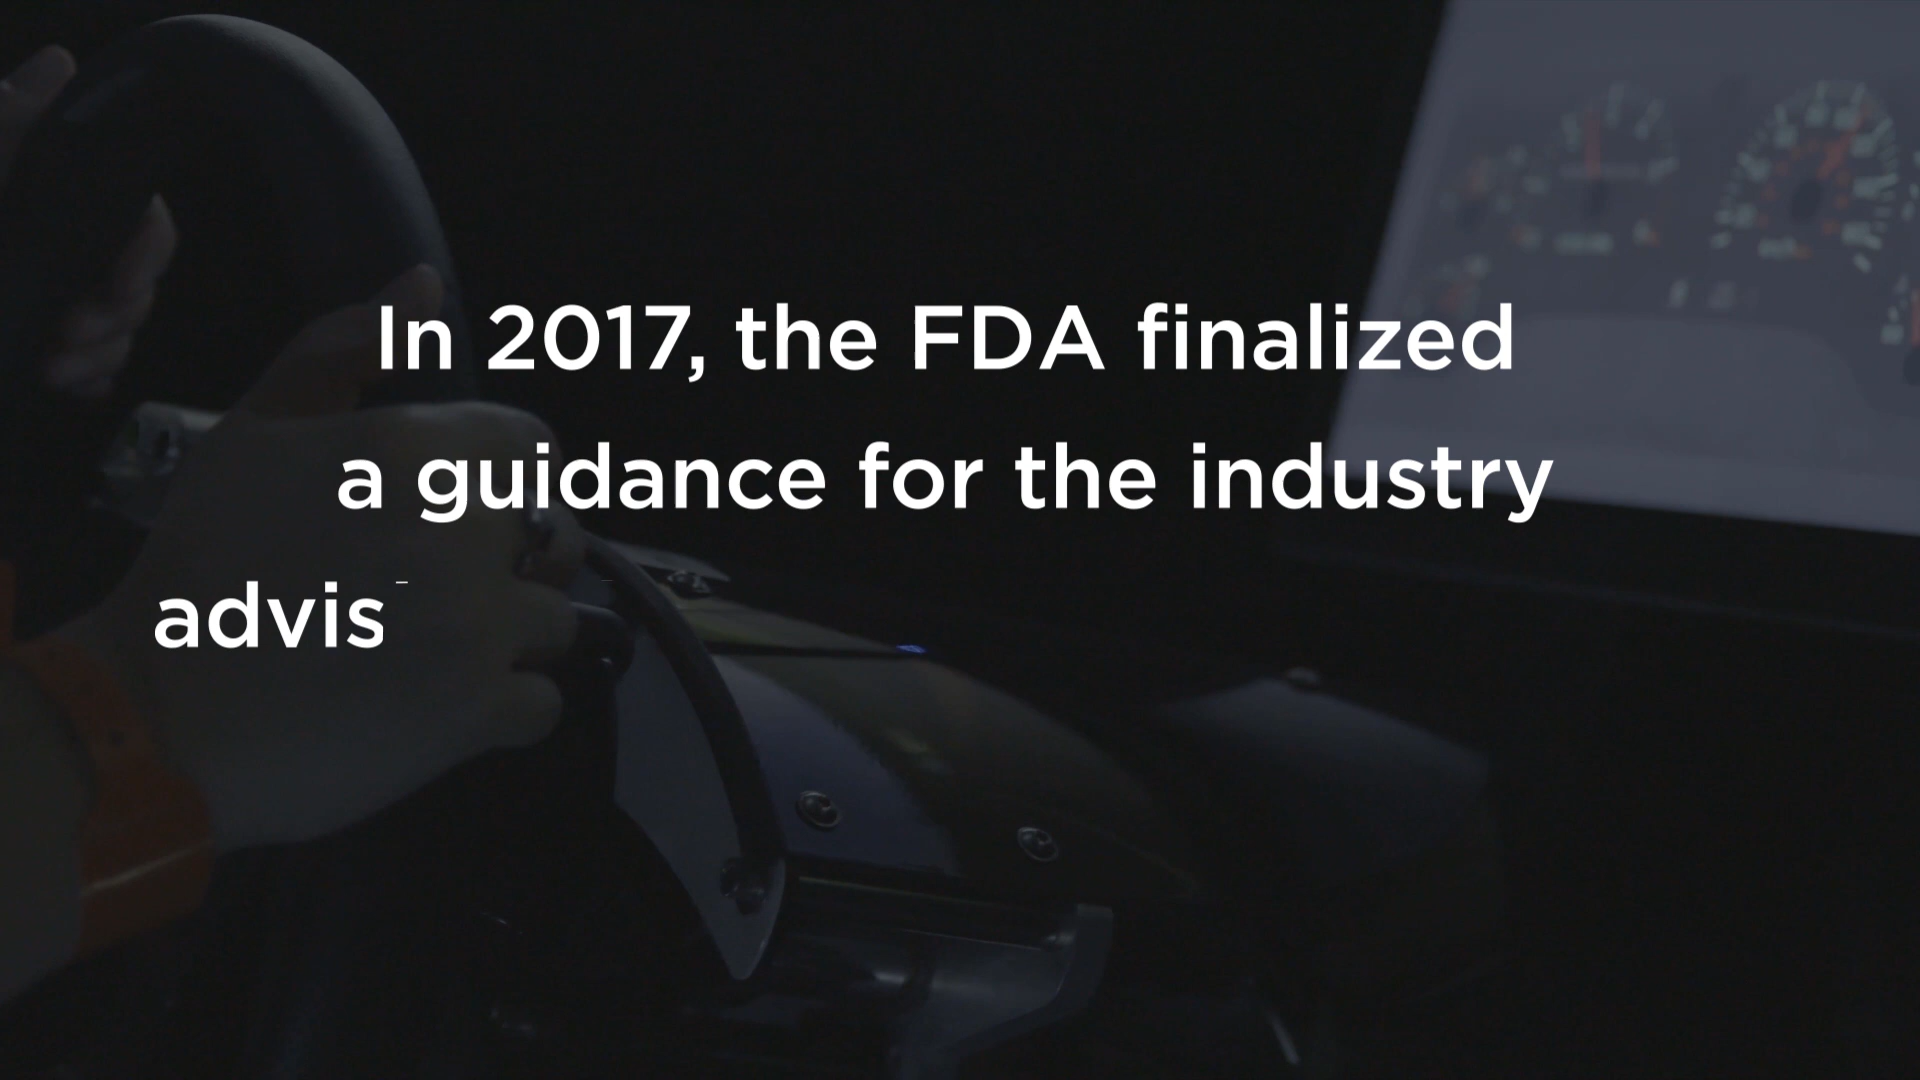 In 2017, the FDA finalized
a guidance for the industry
advis